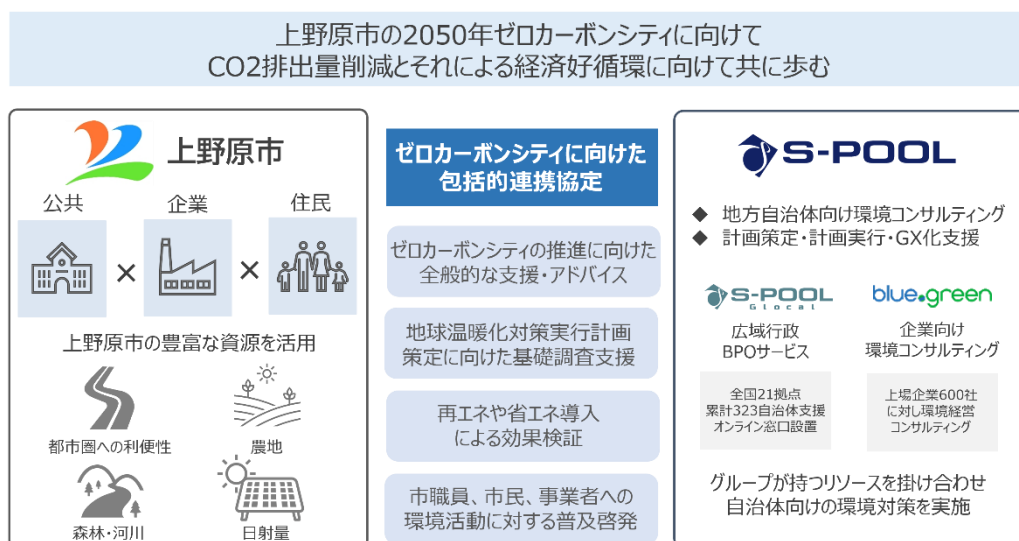 上野原市の2050年ゼロカーボンシティに向けて
CO2排出量削減とそれによる経済好循環に向けて共に歩む
上野原市
公共
企業
住民
×
×
上野原市の豊富な資源を活用
都市圏への利便性
農地
森林・河川
日射量
ゼロカーボンシティに向けた
包括的連携協定
ゼロカーボンシティの推進に向けた
全般的な支援・アドバイス
地球温暖化対策実行計画
策定に向けた基礎調査支援
再エネや省エネ導入
による効果検証
市職員、市民、事業者への
環境活動に対する普及啓発
S-POOL
◆ 地方自治体向け環境コンサルティング
◆ 計画策定・計画実行・GX化支援
S-POOL
Glocal
広域行政
BPOサービス
全国21拠点
累計323自治体支援
オンライン窓口設置
blue.green
企業向け
環境コンサルティング
上場企業600社
に対し環境経営
コンサルティング
グループが持つリソースを掛け合わせ
自治体向けの環境対策を実施